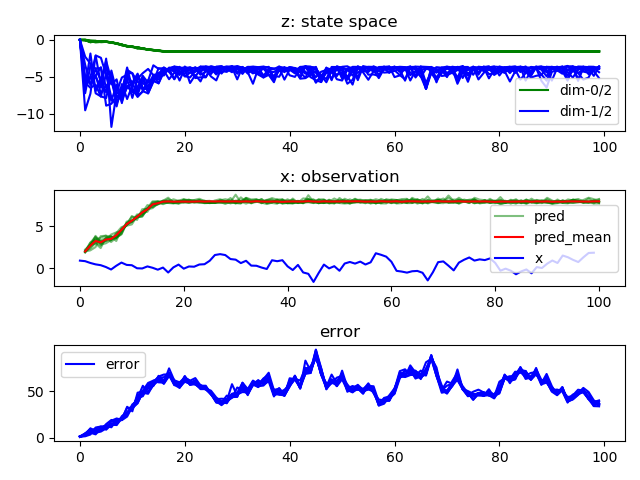 z: state space
0
−5
−10
dim-0/2
dim-1/2
0 20 40 60 80 100
x: observation
5
0
pred
pred_mean
x
0 20 40 60 80 100
error
50
0
error
0 20 40 60 80 100